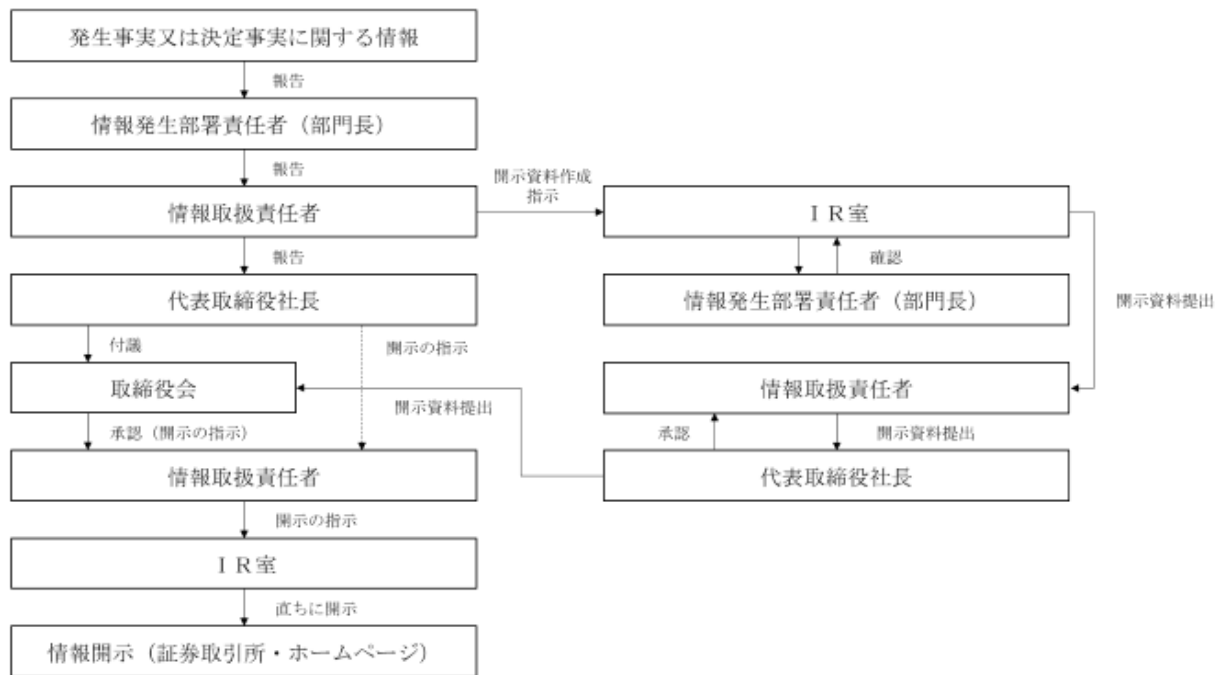 発生事実又は決定事実に関する情報
報告
情報発生部署責任者（部門長）
報告
情報取扱責任者
開示資料作成
指示
ＩＲ室
報告
確認
代表取締役社長
情報発生部署責任者（部門長）
開示資料提出
付議
開示の指示
取締役会
情報取扱責任者
開示資料提出
承認（開示の指示）
承認
開示資料提出
情報取扱責任者
代表取締役社長
開示の指示
ＩＲ室
直ちに開示
情報開示（証券取引所・ホームページ）